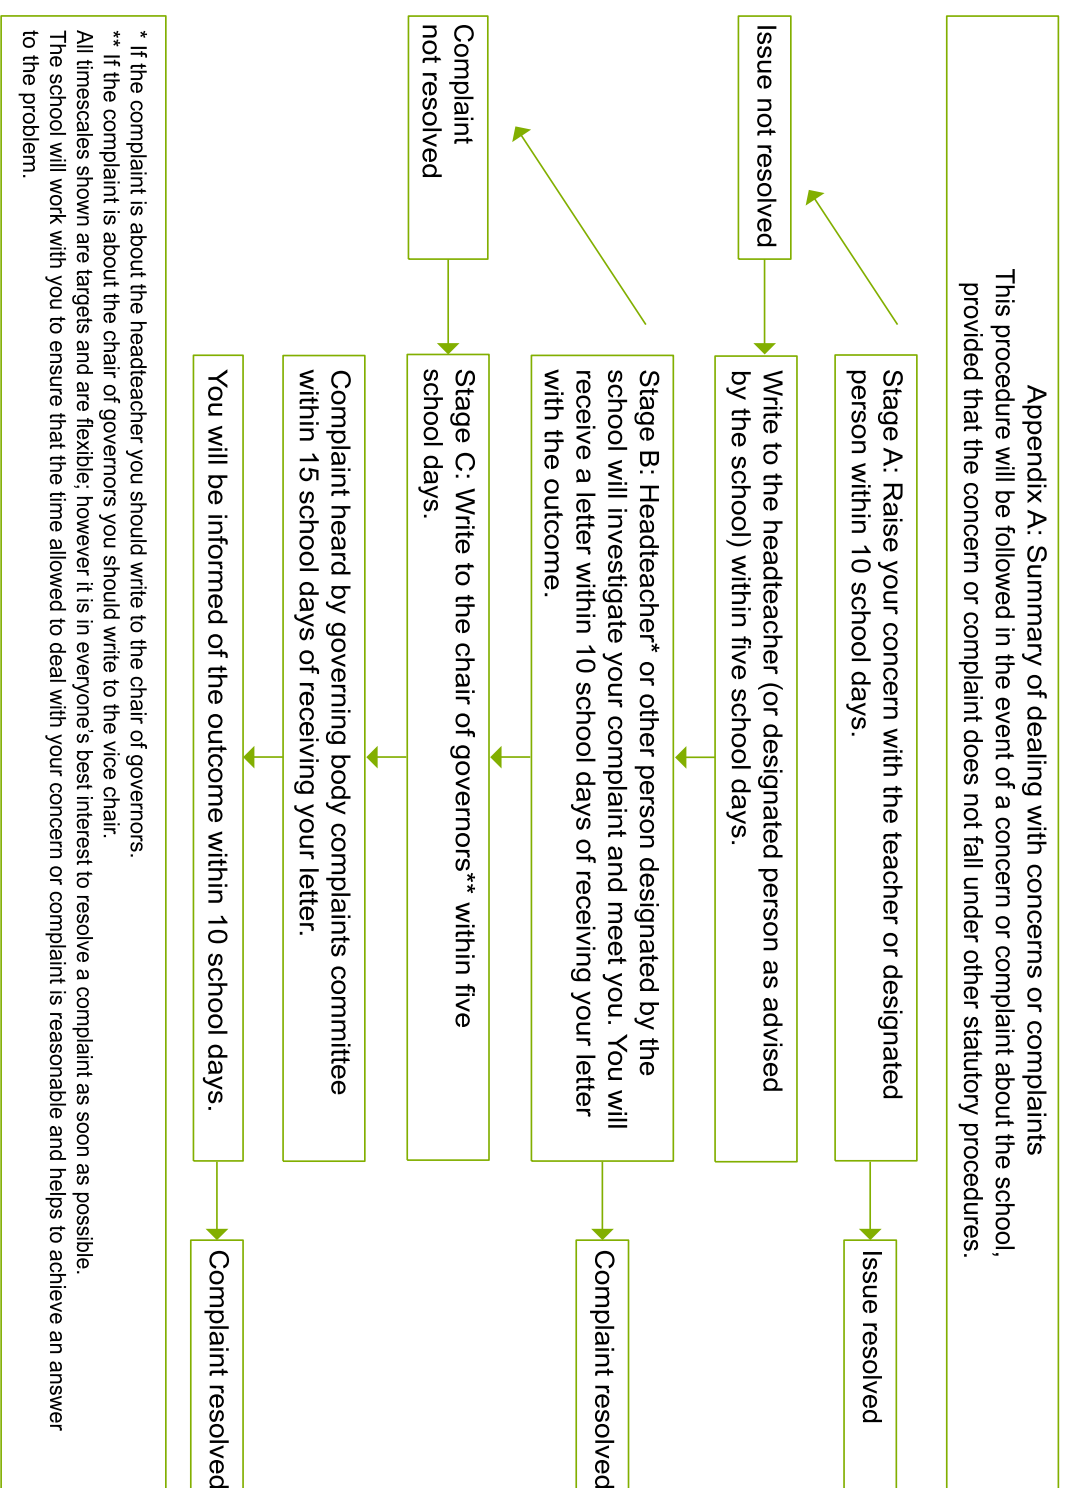 Appendix A: Summary of dealing with concerns or complaints
This procedure will be followed in the event of a concern or complaint about the school,
provided that the concern or complaint does not fall under other statutory procedures.
Stage A: Raise your concern with the teacher or designated
person within 10 school days.
Issue resolved
Issue not resolved
Write to the headteacher (or designated person as advised
by the school) within five school days.
Stage B: Headteacher* or other person designated by the
school will investigate your complaint and meet you. You will
receive a letter within 10 school days of receiving your letter
with the outcome.
Complaint resolved
Complaint
not resolved
Stage C: Write to the chair of governors** within five
school days.
Complaint heard by governing body complaints committee
within 15 school days of receiving your letter.
You will be informed of the outcome within 10 school days.
Complaint resolved
* If the complaint is about the headteacher you should write to the chair of governors.
** If the complaint is about the chair of governors you should write to the vice chair.
All timescales shown are targets and are flexible; however it is in everyone's best interest to resolve a complaint as soon as possible.
The school will work with you to ensure that the time allowed to deal with your concern or complaint is reasonable and helps to achieve an answer
to the problem.